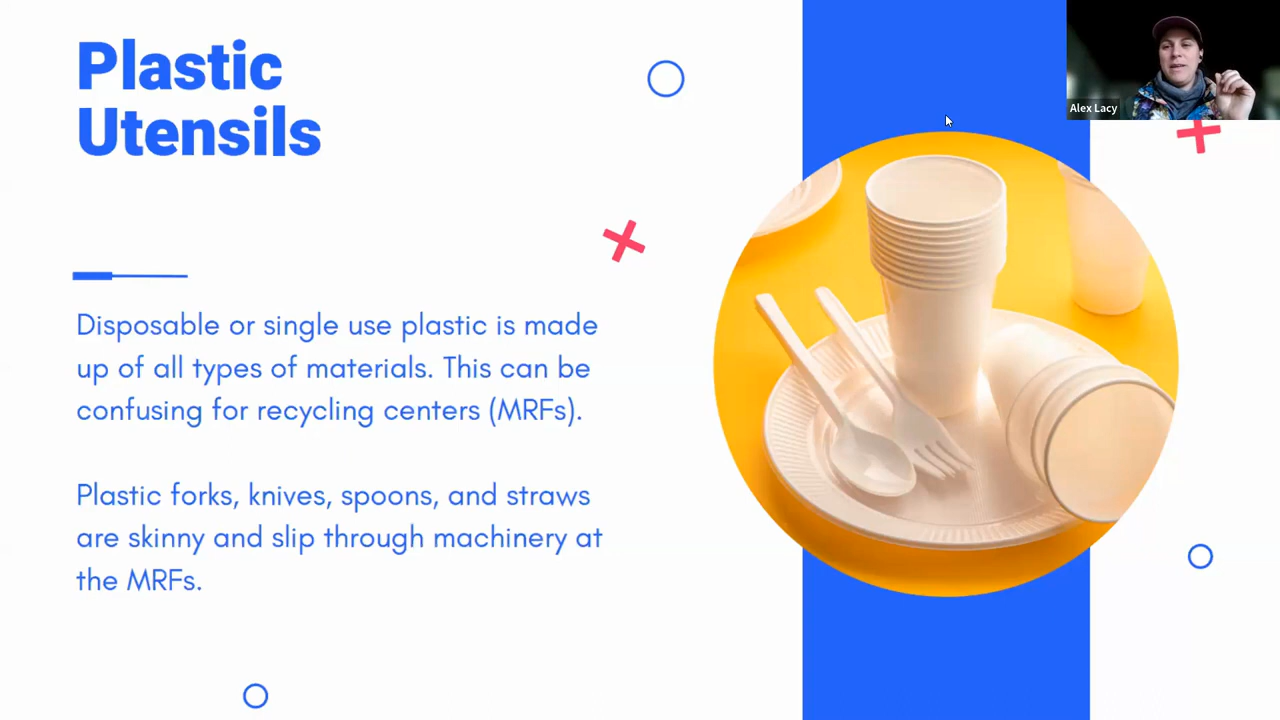 Plastic
Utensils
Alex Lacy
Disposable or single use plastic is made
up of all types of materials. This can be
confusing for recycling centers (MRFs).
Plastic forks, knives, spoons, and straws
are skinny and slip through machinery at
the MRFs.